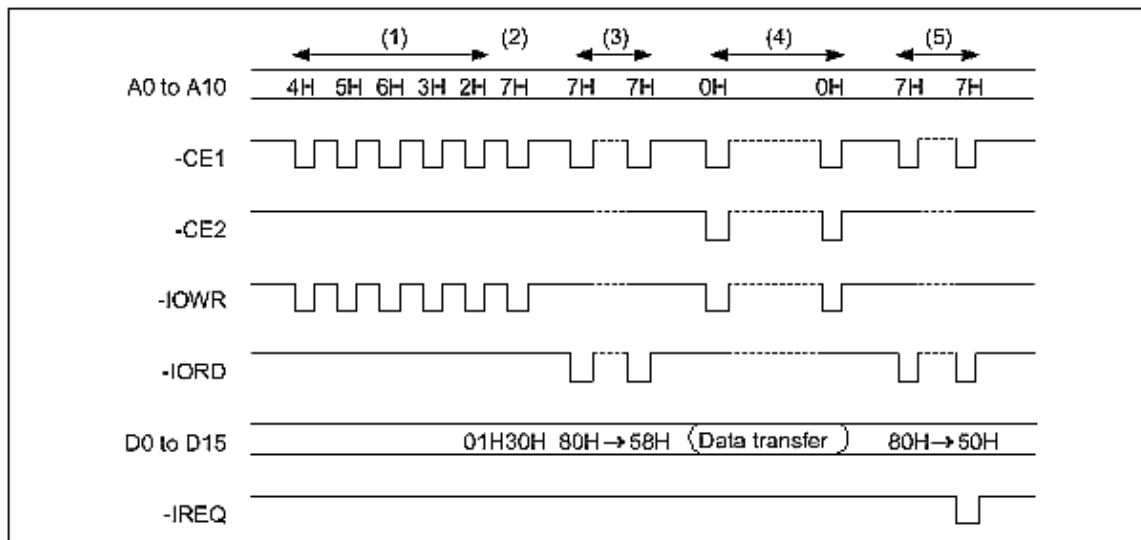 (1) (2) (3) (4) (5)
A0 to A10 4H 5H 6H 3H 2H 7H 7H 7H 0H 0H 7H 7H
-CE1
-CE2
-IOWR
-IORD
D0 to D15 01H30H 80H→58H (Data transfer) 80H→50H
-IREQ